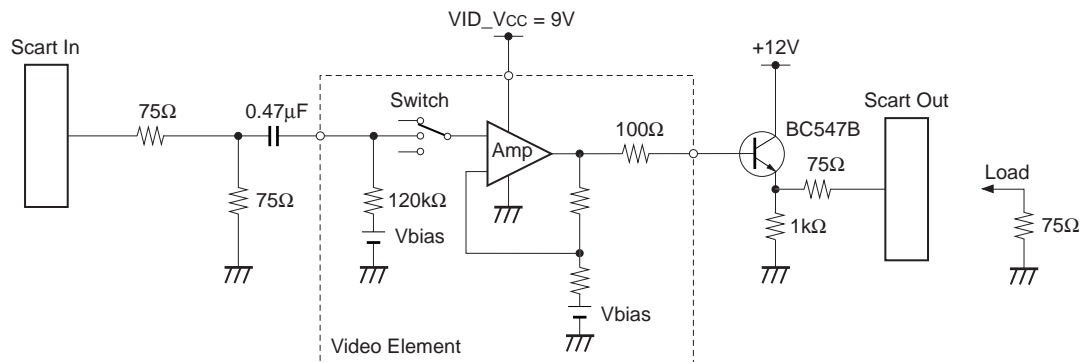 VID_VCC = 9V
Scart In
+12V
75Ω
0.47μF
Switch
Scart Out
100Ω
BC547B
Amp
75Ω
Load
75Ω
120kΩ
1kΩ
75Ω
Vbias
Vbias
Video Element